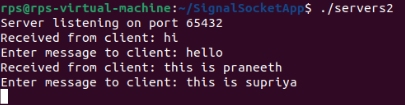 rps@rps-virtual-machine:~/SignalSocketApp$ ./servers2
Server listening on port 65432
Received from client: hi
Enter message to client: hello
Received from client: this is praneeth
Enter message to client: this is supriya